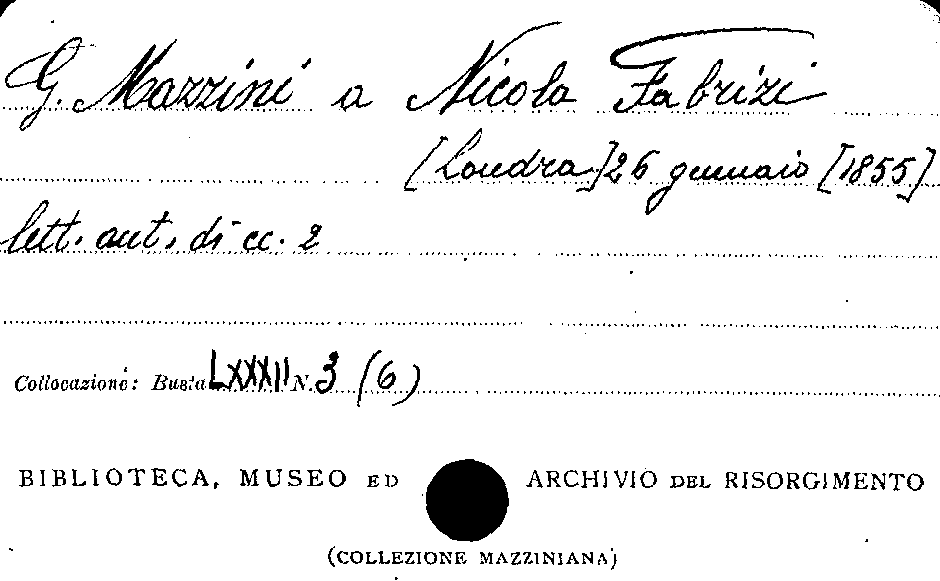 G. Mazzini a Nicola Fabrizi
[Londra] 26 gennaio [1855]
lett. aut. di cc. 2
Collocazione: Busta LXXXII N. 3 (6)
BIBLIOTECA, MUSEO ED ARCHIVIO DEL RISORGIMENTO
(COLLEZIONE MAZZINIANA)